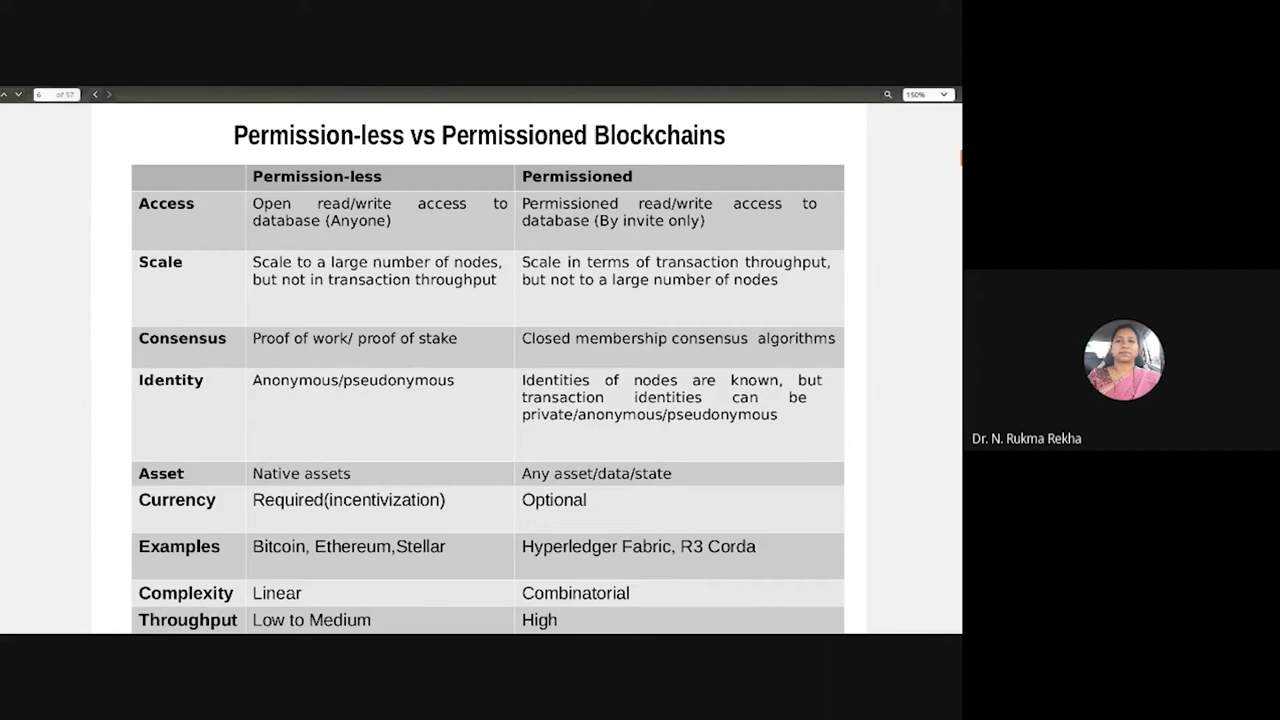 6 of 57
150%
Permission-less vs Permissioned Blockchains
Permission-less Permissioned
Access Open read/write access to Permissioned read/write access to
database (Anyone) database (By invite only)
Scale Scale to a large number of nodes, Scale in terms of transaction throughput,
but not in transaction throughput but not to a large number of nodes
Consensus Proof of work/ proof of stake Closed membership consensus algorithms
Identity Anonymous/pseudonymous Identities of nodes are known, but
transaction identities can be
private/anonymous/pseudonymous
Asset Native assets Any asset/data/state
Currency Required(incentivization) Optional
Examples Bitcoin, Ethereum,Stellar Hyperledger Fabric, R3 Corda
Complexity Linear Combinatorial
Throughput Low to Medium High
Dr. N. Rukma Rekha